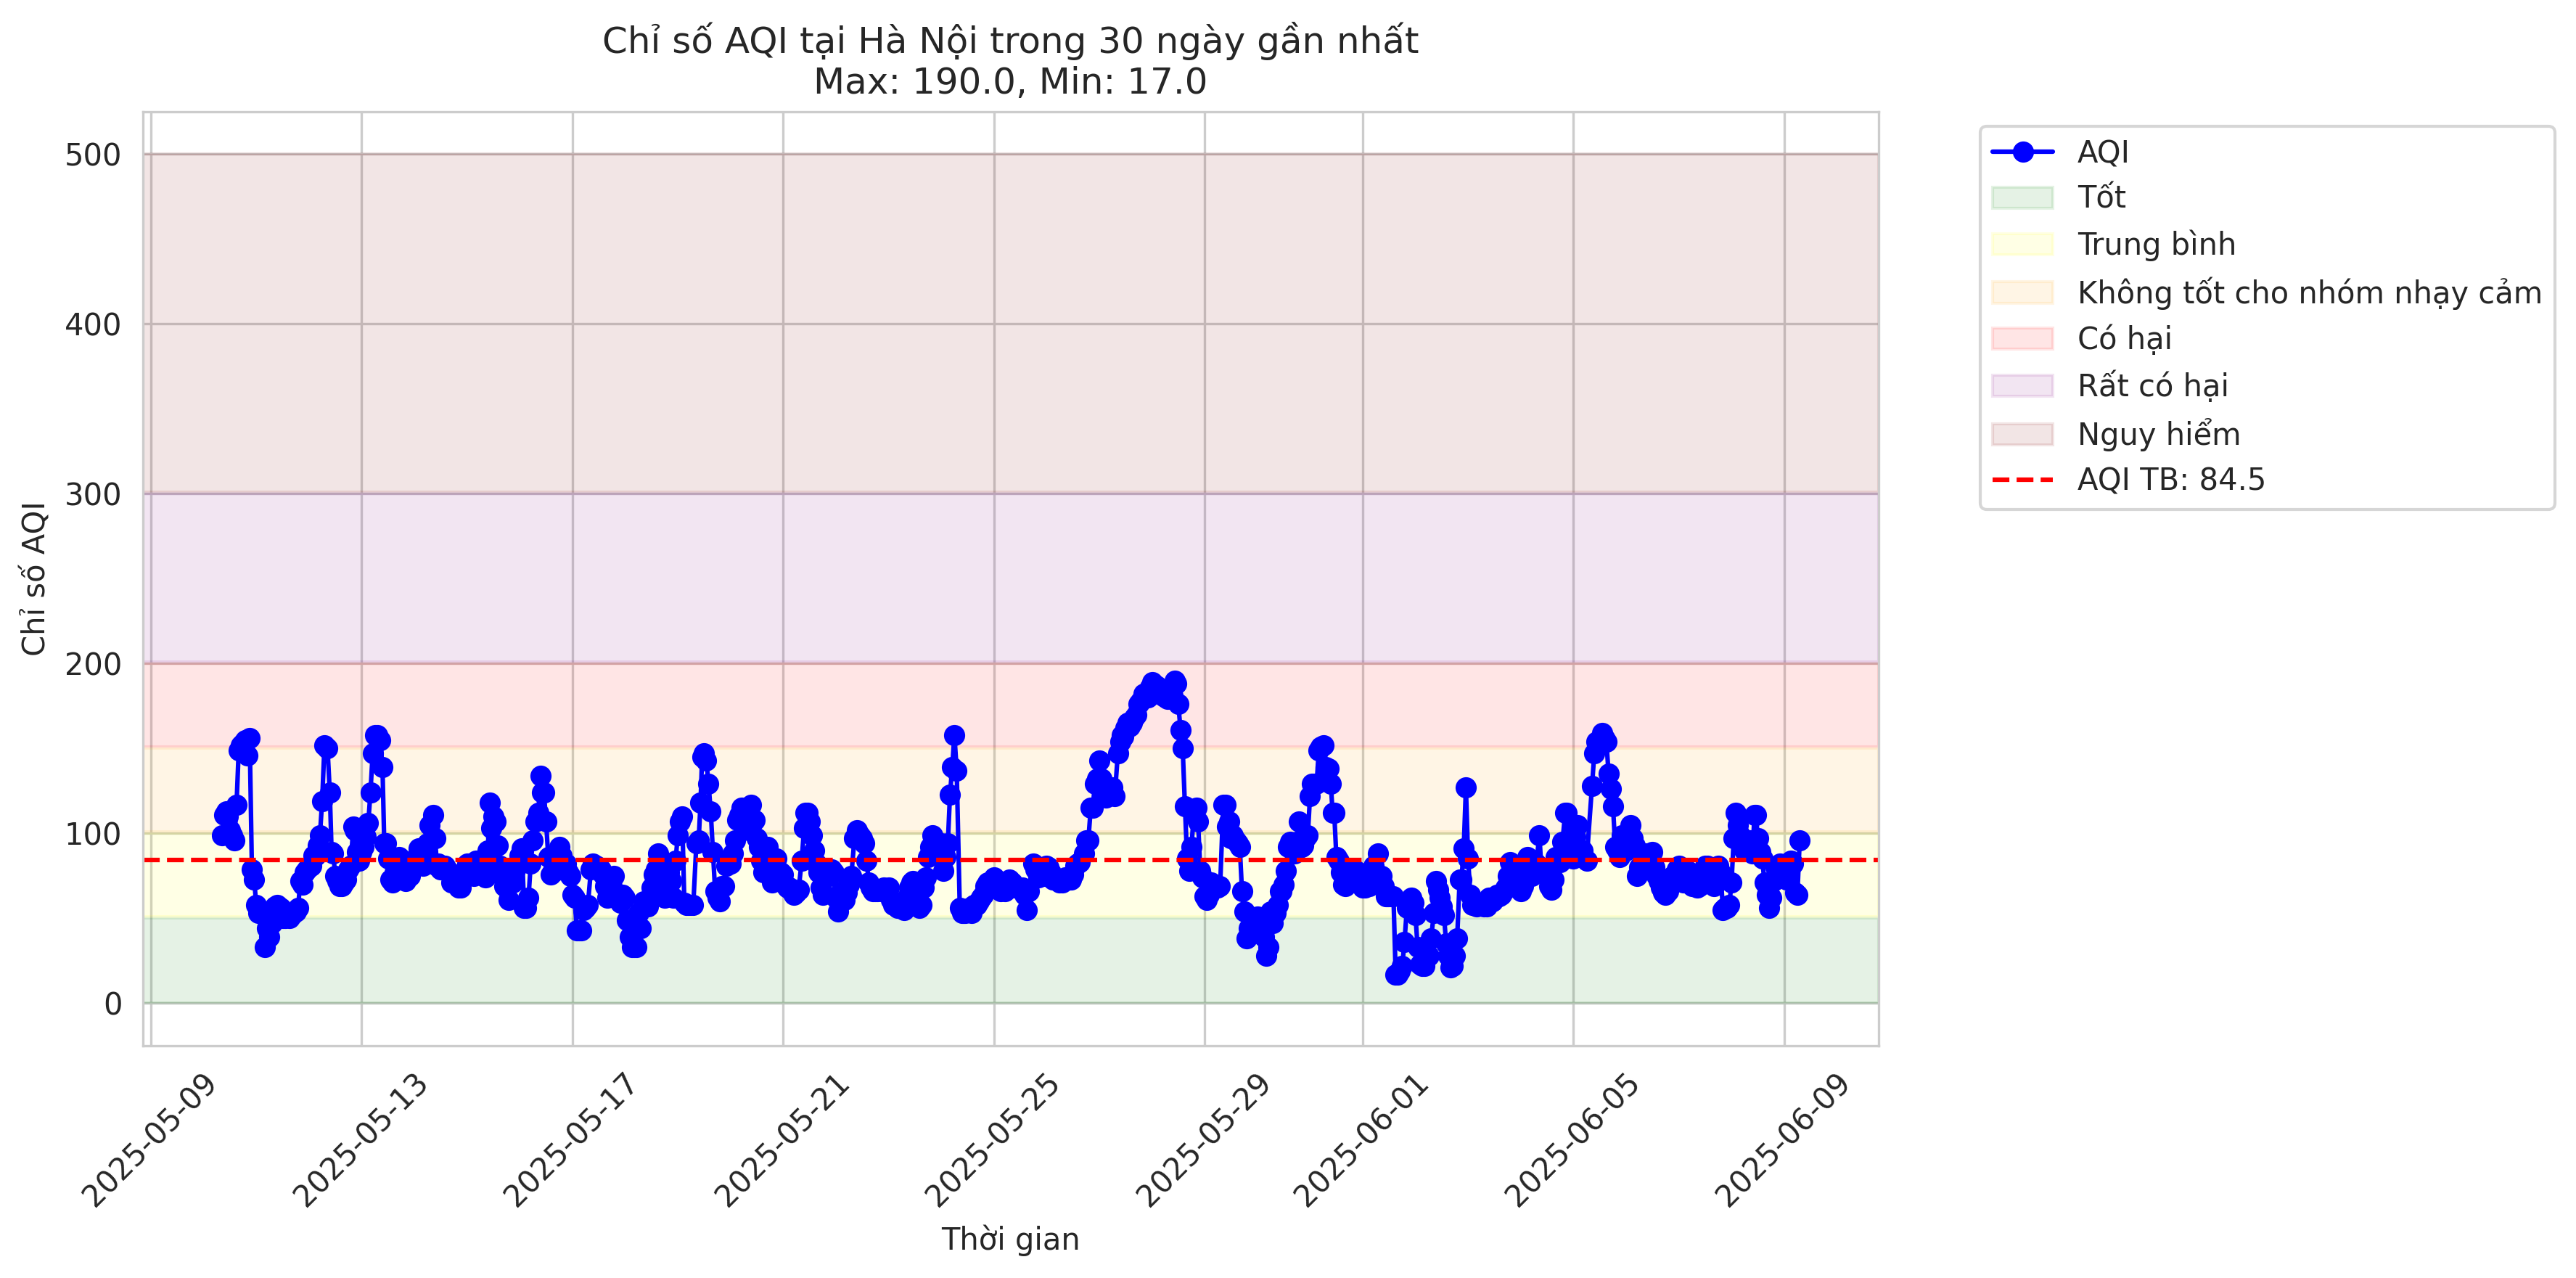 Chỉ số AQI tại Hà Nội trong 30 ngày gần nhất
Max: 190.0, Min: 17.0
Chỉ số AQI
500
400
300
200
100
0
2025-05-09
2025-05-13
2025-05-17
2025-05-21
2025-05-25
2025-05-29
2025-06-01
2025-06-05
2025-06-09
Thời gian
AQI
Tốt
Trung bình
Không tốt cho nhóm nhạy cảm
Có hại
Rất có hại
Nguy hiểm
AQI TB: 84.5